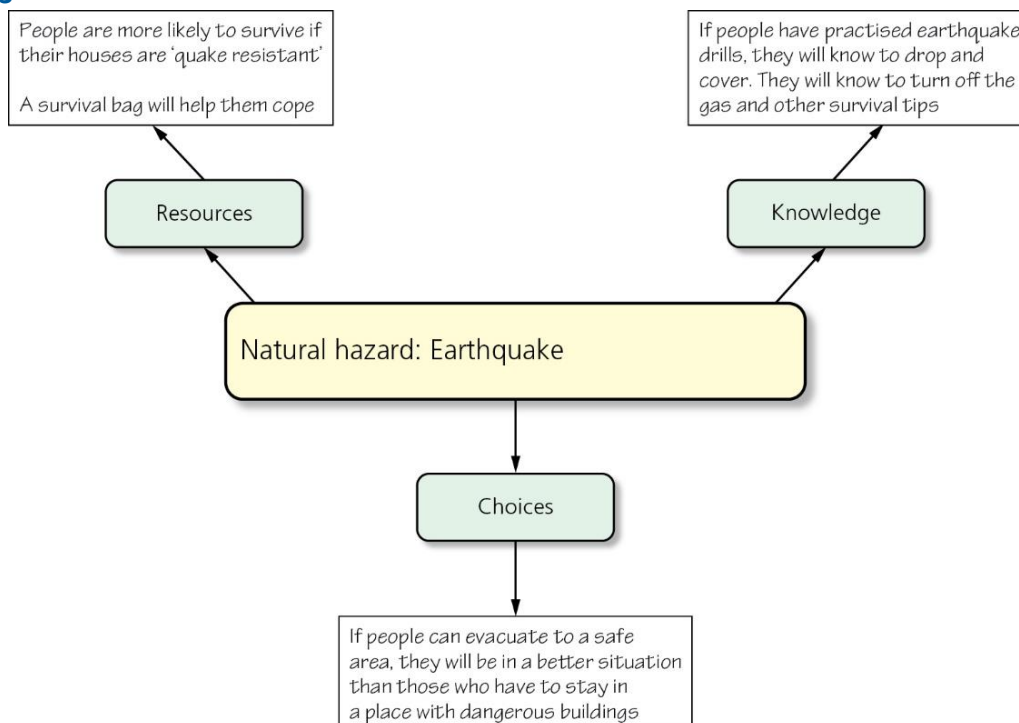 People are more likely to survive if
their houses are ‘quake resistant’
A survival bag will help them cope
If people have practised earthquake
drills, they will know to drop and
cover. They will know to turn off the
gas and other survival tips
Resources
Knowledge
Natural hazard: Earthquake
Choices
If people can evacuate to a safe
area, they will be in a better situation
than those who have to stay in
a place with dangerous buildings